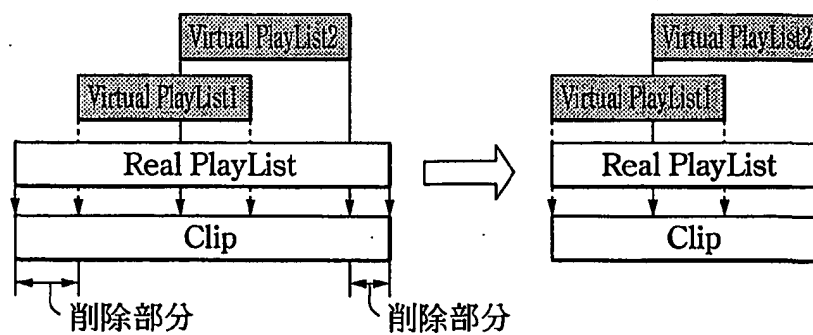 Virtual PlayList2
Virtual PlayList1
Real PlayList
Clip
削除部分
削除部分
Virtual PlayList2
Virtual PlayList1
Real PlayList
Clip